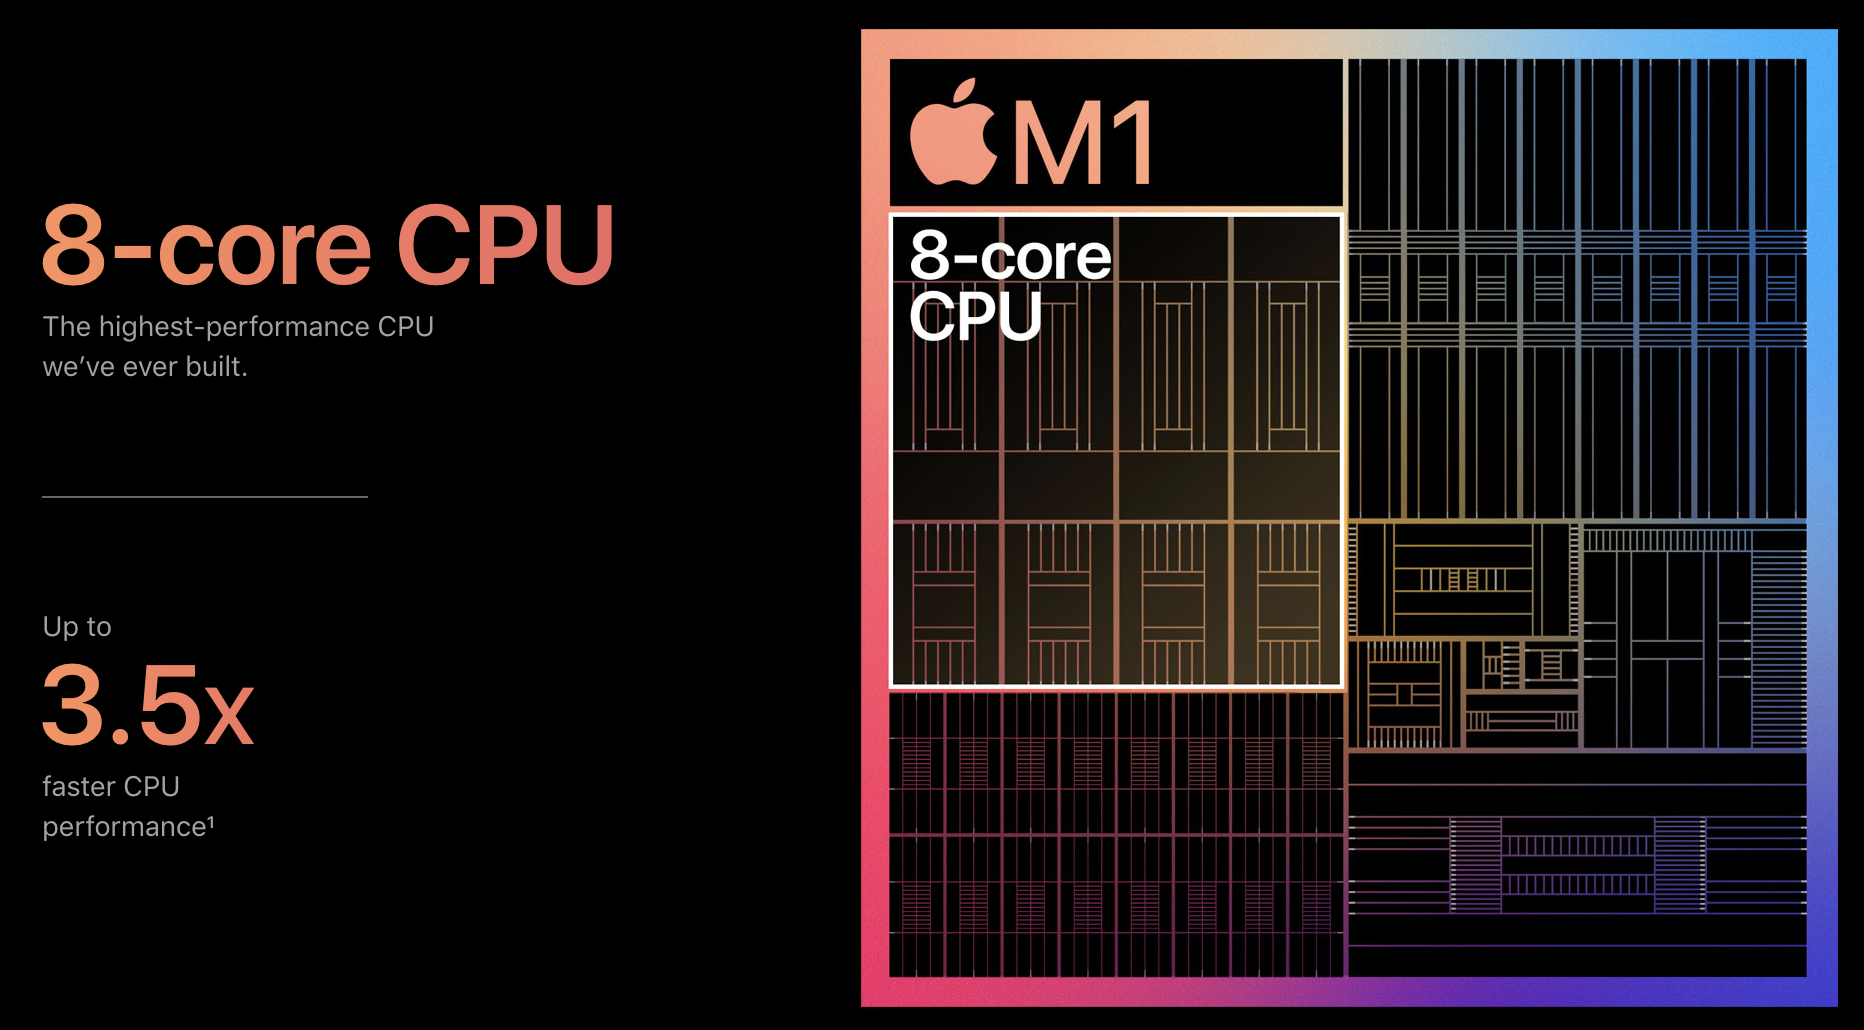 8-core CPU
The highest-performance CPU
we’ve ever built.
Up to
3.5x
faster CPU
performance¹
M1
8-core
CPU